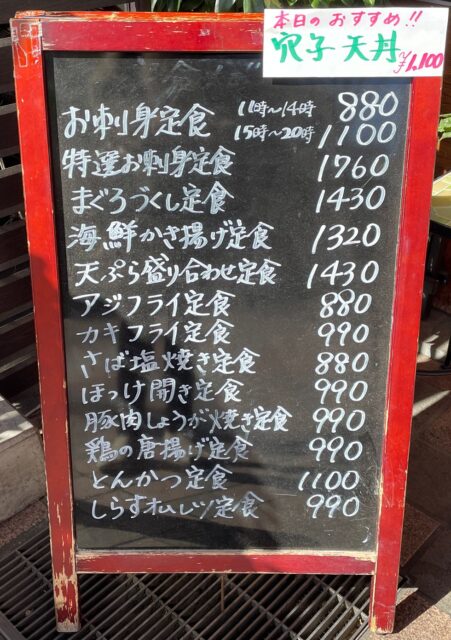 本日のおすすめ!!
穴子天丼 ¥1,100
お刺身定食 11時〜14時 880
15時〜20時 1100
特選お刺身定食 1760
まぐろづくし定食 1430
海鮮かき揚げ定食 1320
天ぷら盛り合わせ定食 1430
アジフライ定食 880
カキフライ定食 990
さば塩焼き定食 880
ほっけ開き定食 990
豚肉しょうが焼き定食 990
鶏の唐揚げ定食 990
とんかつ定食 1100
しらすオムレツ定食 990